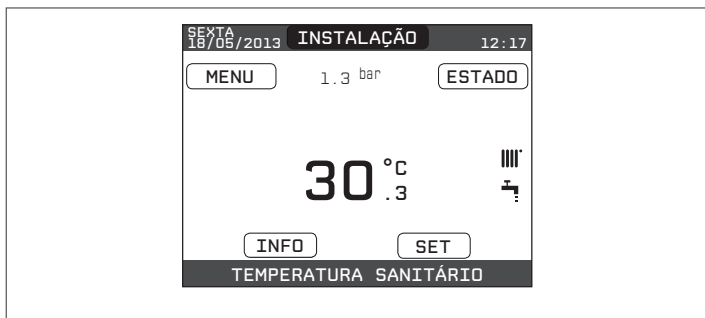 SEXTA
18/05/2013 INSTALAÇÃO 12:17
MENU 1.3 bar ESTADO
30.3 °C
INFO SET
TEMPERATURA SANITÁRIO